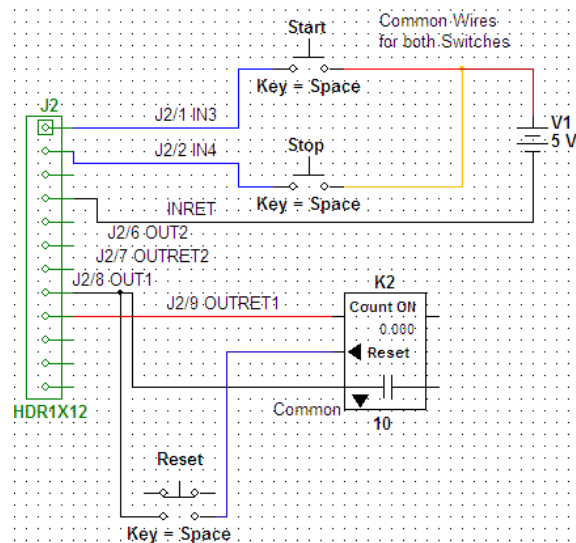 Start
Common Wires
for both Switches
Key = Space
J2
J2/1 IN3
V1
5 V
J2/2 IN4
Stop
Key = Space
INRET
J2/6 OUT2
J2/7 OUTRET2
J2/8 OUT1
K2
J2/9 OUTRET1
Count ON
0.000
Reset
Common
HDR1X12
10
Reset
Key = Space